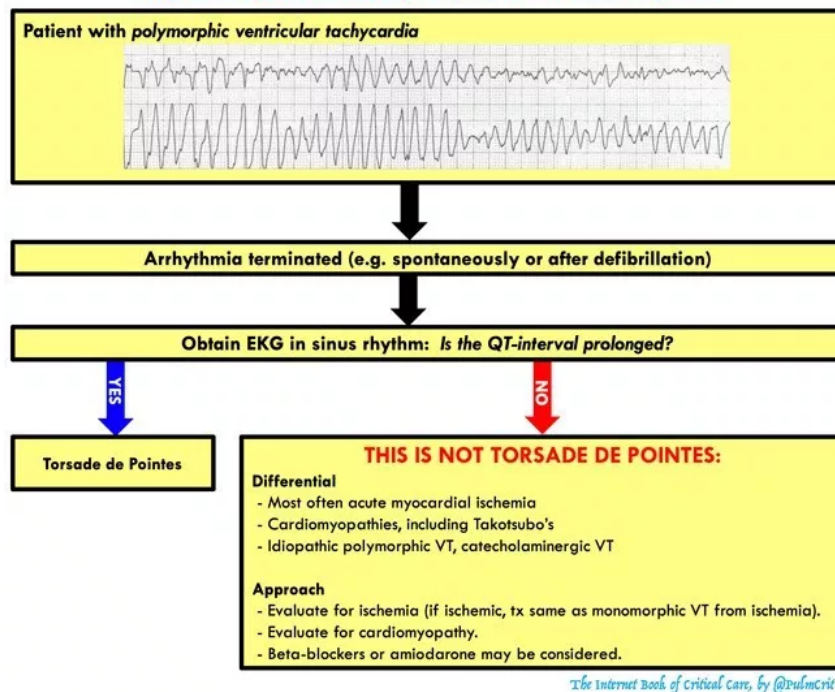 Patient with polymorphic ventricular tachycardia
Arrhythmia terminated (e.g. spontaneously or after defibrillation)
Obtain EKG in sinus rhythm: Is the QT-interval prolonged?
YES
NO
Torsade de Pointes
THIS IS NOT TORSADE DE POINTES:
Differential
- Most often acute myocardial ischemia
- Cardiomyopathies, including Takotsubo's
- Idiopathic polymorphic VT, catecholaminergic VT
Approach
- Evaluate for ischemia (if ischemic, tx same as monomorphic VT from ischemia).
- Evaluate for cardiomyopathy.
- Beta-blockers or amiodarone may be considered.
The Internet Book of Critical Care, by @PulmCrit